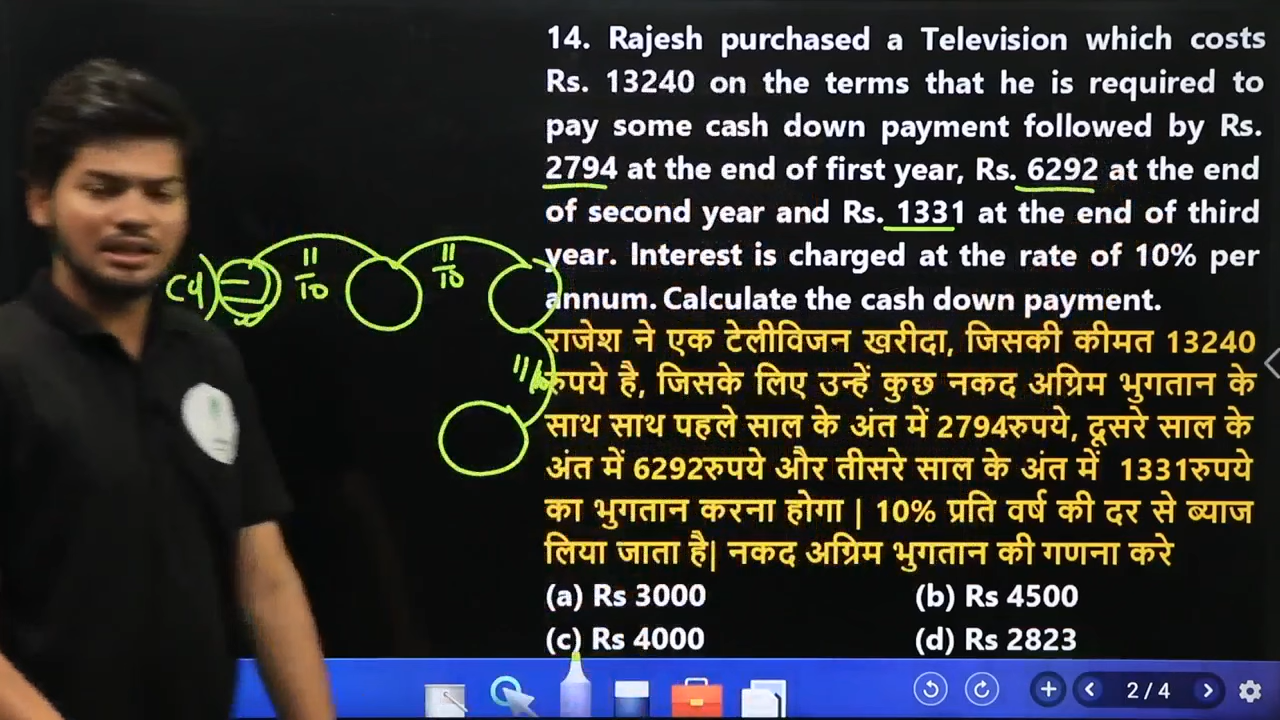 14. Rajesh purchased a Television which costs
Rs. 13240 on the terms that he is required to
pay some cash down payment followed by Rs.
2794 at the end of first year, Rs. 6292 at the end
of second year and Rs. 1331 at the end of third
year. Interest is charged at the rate of 10% per
annum. Calculate the cash down payment.
राजेश ने एक टेलीविजन खरीदा, जिसकी कीमत 13240
रुपये है, जिसके लिए उन्हें कुछ नकद अग्रिम भुगतान के
साथ साथ पहले साल के अंत में 2794रुपये, दूसरे साल के
अंत में 6292रुपये और तीसरे साल के अंत में 1331रुपये
का भुगतान करना होगा | 10% प्रति वर्ष की दर से ब्याज
लिया जाता है| नकद अग्रिम भुगतान की गणना करे
(a) Rs 3000 (b) Rs 4500
(c) Rs 4000 (d) Rs 2823
11/10 11/10
2 / 4